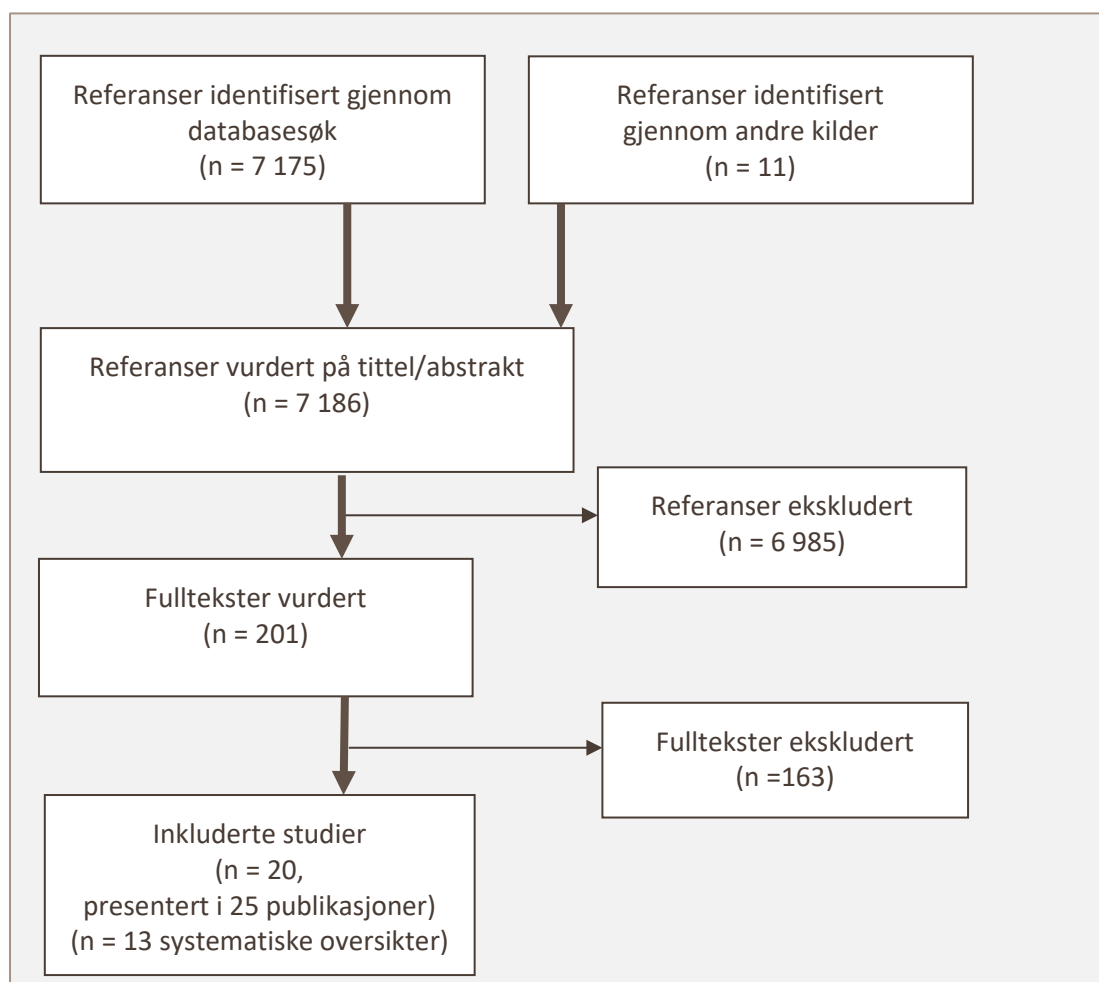 Referanser identifisert gjennom
databasesøk
(n = 7 175)
Referanser identifisert
gjennom andre kilder
(n = 11)
Referanser vurdert på tittel/abstrakt
(n = 7 186)
Referanser ekskludert
(n = 6 985)
Fulltekster vurdert
(n = 201)
Fulltekster ekskludert
(n =163)
Inkluderte studier
(n = 20,
presentert i 25 publikasjoner)
(n = 13 systematiske oversikter)